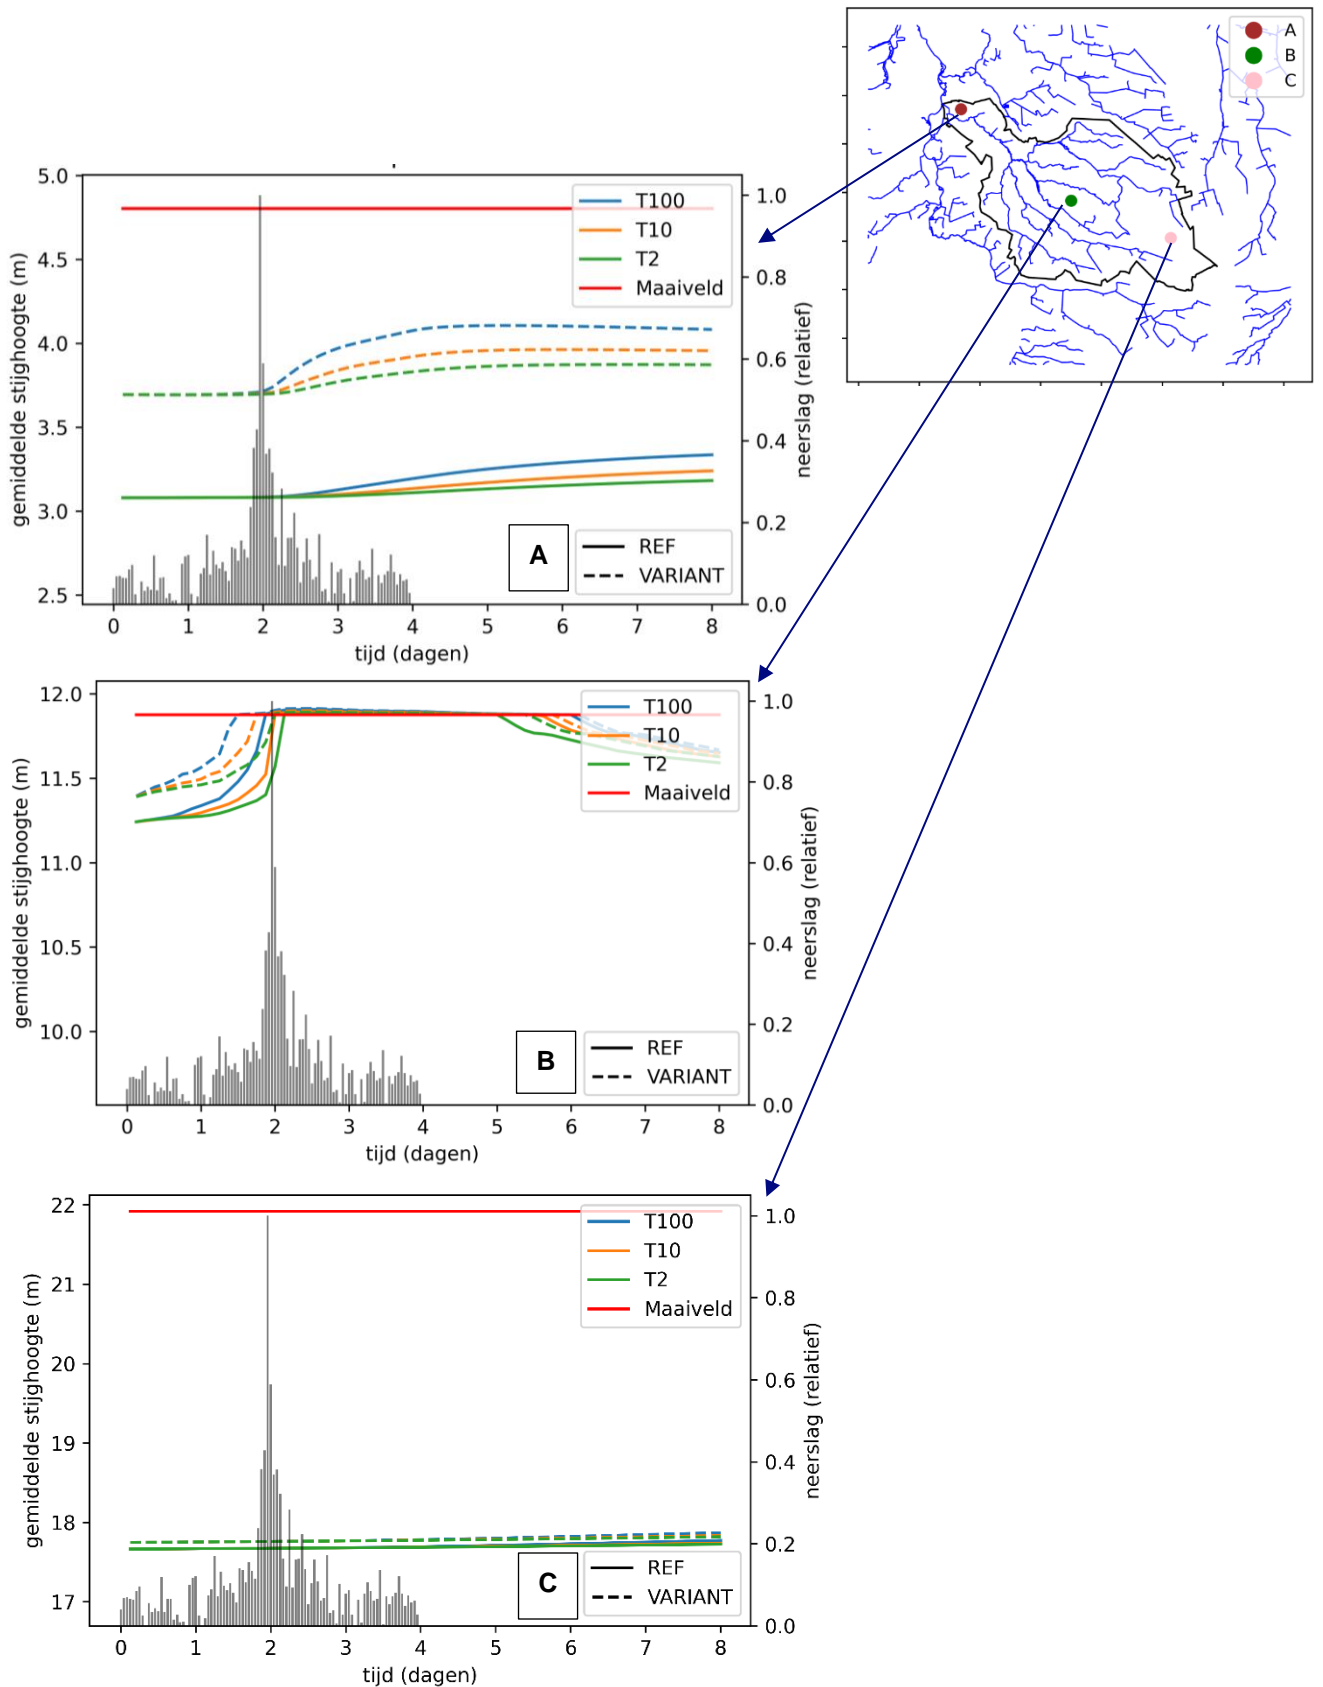 A
B
C
5.0
4.5
4.0
3.5
3.0
2.5
gemiddelde stijghoogte (m)
T100
T10
T2
Maaiveld
REF
VARIANT
A
1.0
0.8
0.6
0.4
0.2
0.0
neerslag (relatief)
0 1 2 3 4 5 6 7 8
tijd (dagen)
12.0
11.5
11.0
10.5
10.0
gemiddelde stijghoogte (m)
T100
T10
T2
Maaiveld
REF
VARIANT
B
1.0
0.8
0.6
0.4
0.2
0.0
neerslag (relatief)
0 1 2 3 4 5 6 7 8
tijd (dagen)
22
21
20
19
18
17
gemiddelde stijghoogte (m)
T100
T10
T2
Maaiveld
REF
VARIANT
C
1.0
0.8
0.6
0.4
0.2
0.0
neerslag (relatief)
0 1 2 3 4 5 6 7 8
tijd (dagen)